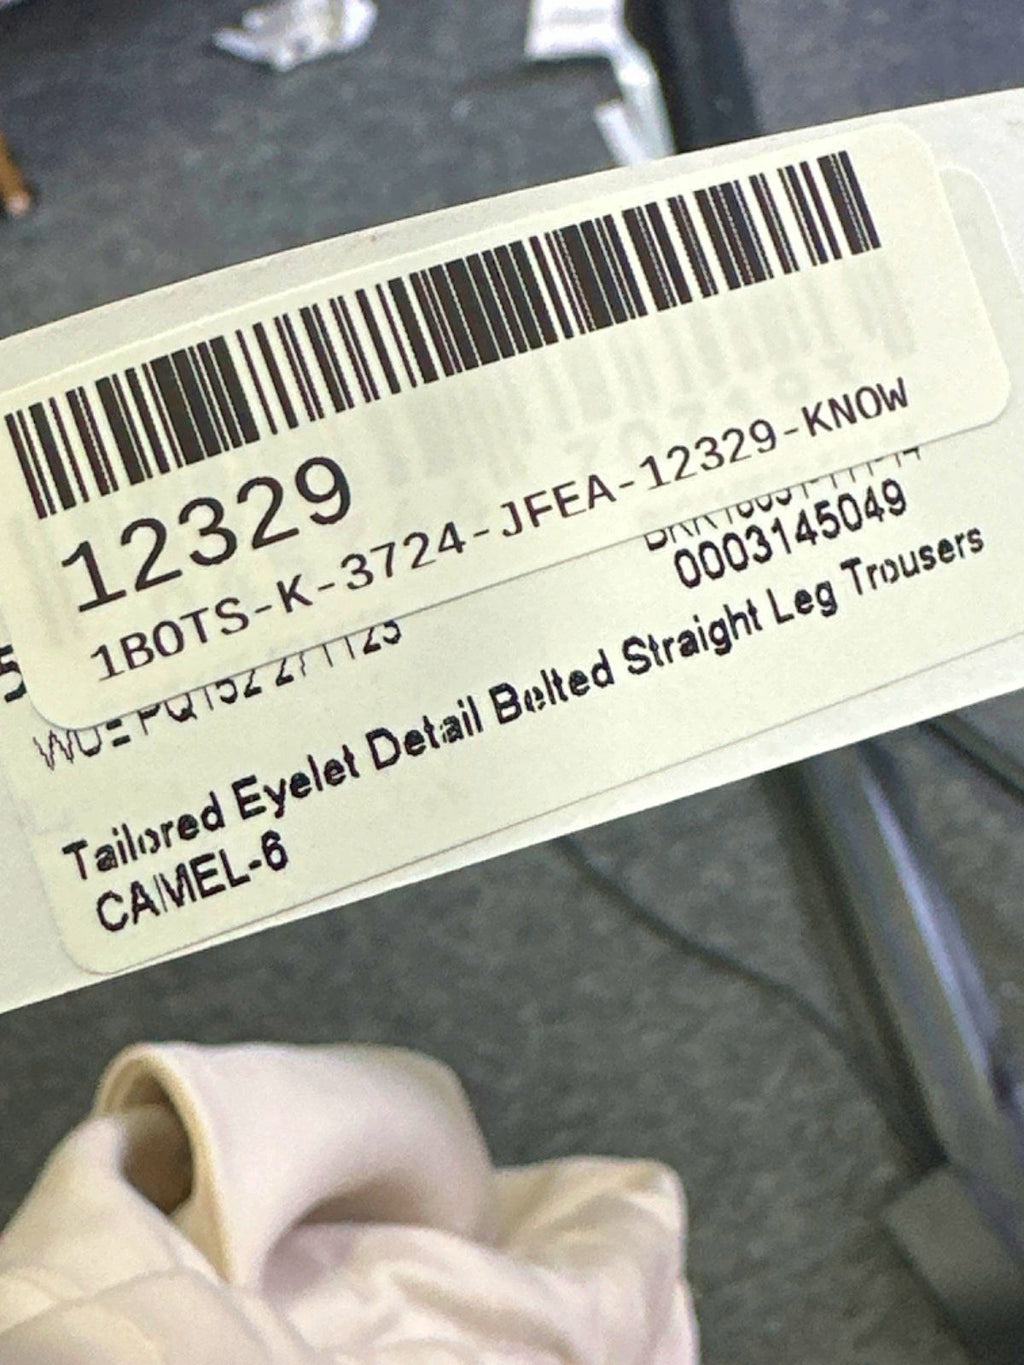 12329
1BOTS-K-3724-JFEA-12329-KNOW
0003145049
Tailored Eyelet Detail Belted Straight Leg Trousers
CAMEL-6